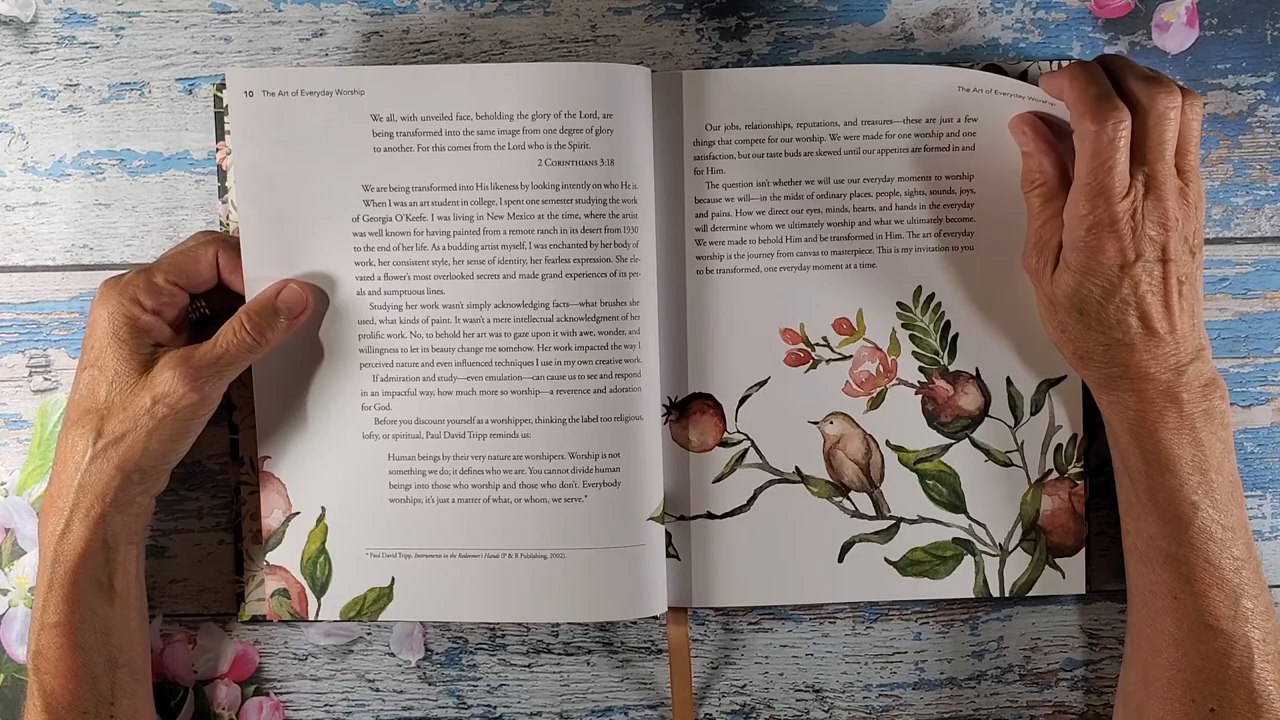 10 The Art of Everyday Worship
We all, with unveiled face, beholding the glory of the Lord, are
being transformed into the same image from one degree of glory
to another. For this comes from the Lord who is the Spirit.
2 Corinthians 3:18
We are being transformed into His likeness by looking intently on who He is.
When I was an art student in college, I spent one semester studying the work
of Georgia O'Keefe. I was living in New Mexico at the time, where the artist
was well known for having painted from a remote ranch in its desert from 1930
to the end of her life. As a budding artist myself, I was enchanted by her body of
work, her consistent style, her sense of identity, her fearless expression. She ele-
vated a flower's most overlooked secrets and made grand experiences of its pet-
als and sumptuous lines.
Studying her work wasn't simply acknowledging facts—what brushes she
used, what kinds of paint. It wasn't a mere intellectual acknowledgment of her
prolific work. No, to behold her art was to gaze upon it with awe, wonder, and
willingness to let its beauty change me somehow. Her work impacted the way I
perceived nature and even influenced techniques I use in my own creative work.
If admiration and study—even emulation—can cause us to see and respond
in an impactful way, how much more so worship—a reverence and adoration
for God.
Before you discount yourself as a worshipper, thinking the label too religious,
lofty, or spiritual, Paul David Tripp reminds us:
Human beings by their very nature are worshipers. Worship is not
something we do; it defines who we are. You cannot divide human
beings into those who worship and those who don't. Everybody
worships; it's just a matter of what, or whom, we serve.*
* Paul David Tripp, Instruments in the Redeemer's Hands (P & R Publishing, 2002).
The Art of Everyday Worship
Our jobs, relationships, reputations, and treasures—these are just a few
things that compete for our worship. We were made for one worship and one
satisfaction, but our taste buds are skewed until our appetites are formed in and
for Him.
The question isn't whether we will use our everyday moments to worship
because we will—in the midst of ordinary places, people, sights, sounds, joys,
and pains. How we direct our eyes, minds, hearts, and hands in the everyday
will determine whom we ultimately worship and what we ultimately become.
We were made to behold Him and be transformed in Him. The art of everyday
worship is the journey from canvas to masterpiece. This is my invitation to you
to be transformed, one everyday moment at a time.